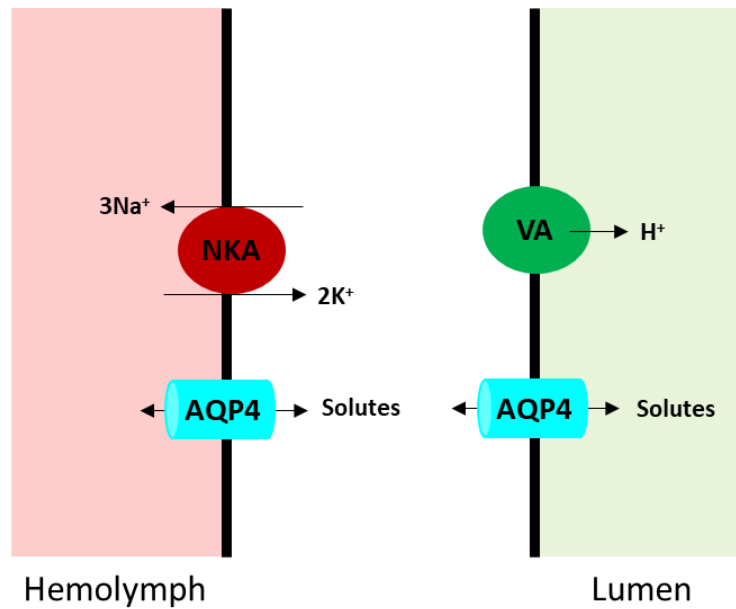 3Na⁺
NKA
2K⁺
VA
H⁺
AQP4
Solutes
AQP4
Solutes
Hemolymph
Lumen